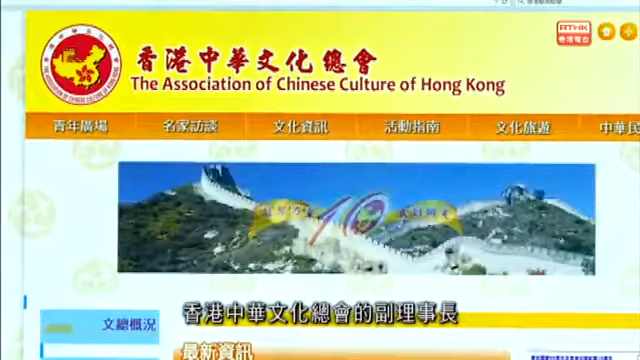 RTHK
香港電台
香港中華文化總會
The Association of Chinese Culture of Hong Kong
青年廣場 名家訪談 文化資訊 活動指南 文化旅遊 中華民
10
文總概況
香港中華文化總會的副理事長
最新資訊